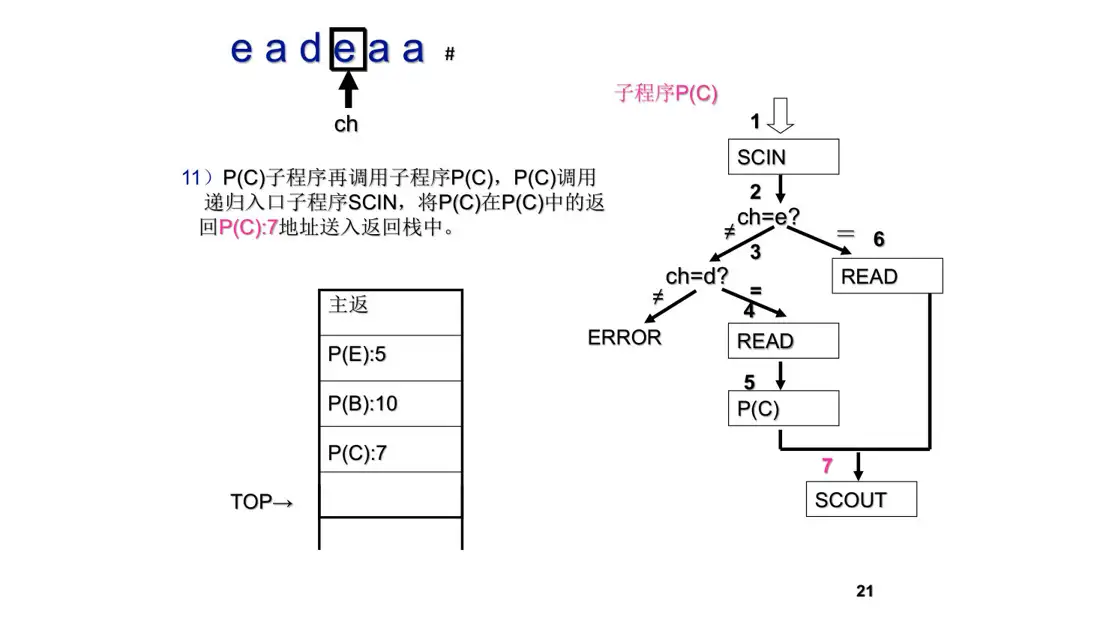 e a d e a a #
ch
11）P(C)子程序再调用子程序P(C)，P(C)调用
递归入口子程序SCIN，将P(C)在P(C)中的返
回P(C):7地址送入返回栈中。
主返
P(E):5
P(B):10
P(C):7
TOP→
子程序P(C)
1
SCIN
2
ch=e?
≠
＝ 6
3
READ
ch=d?
≠
=
4
ERROR
READ
5
P(C)
7
SCOUT
21